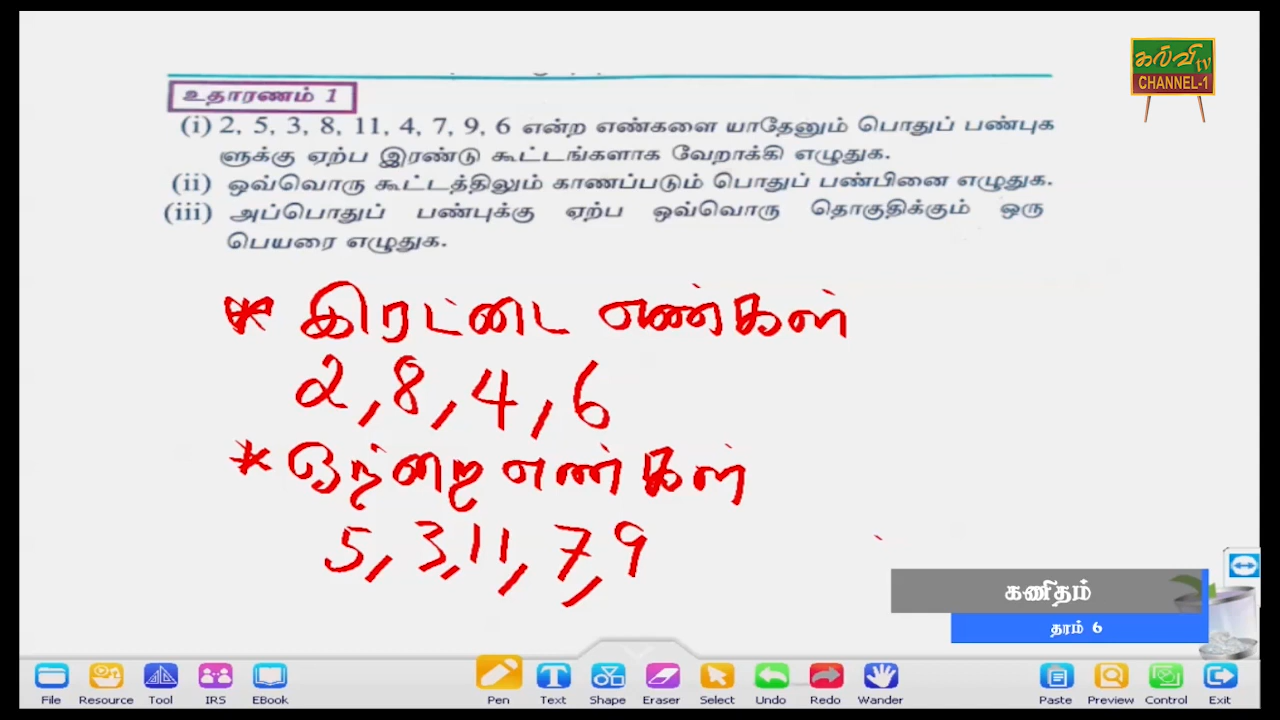 கல்வி tv
CHANNEL-1
உதாரணம் 1
(i) 2, 5, 3, 8, 11, 4, 7, 9, 6 என்ற எண்களை யாதேனும் பொதுப் பண்புக
ளுக்கு ஏற்ப இரண்டு கூட்டங்களாக வேறாக்கி எழுதுக.
(ii) ஒவ்வொரு கூட்டத்திலும் காணப்படும் பொதுப் பண்பினை எழுதுக.
(iii) அப்பொதுப் பண்புக்கு ஏற்ப ஒவ்வொரு தொகுதிக்கும் ஒரு
பெயரை எழுதுக.
* இரட்டை எண்கள்
2, 8, 4, 6
* ஒற்றை எண்கள்
5, 3, 11, 7, 9
கணிதம்
தரம் 6
File Resource Tool IRS EBook Pen Text Shape Eraser Select Undo Redo Wander Paste Preview Control Exit